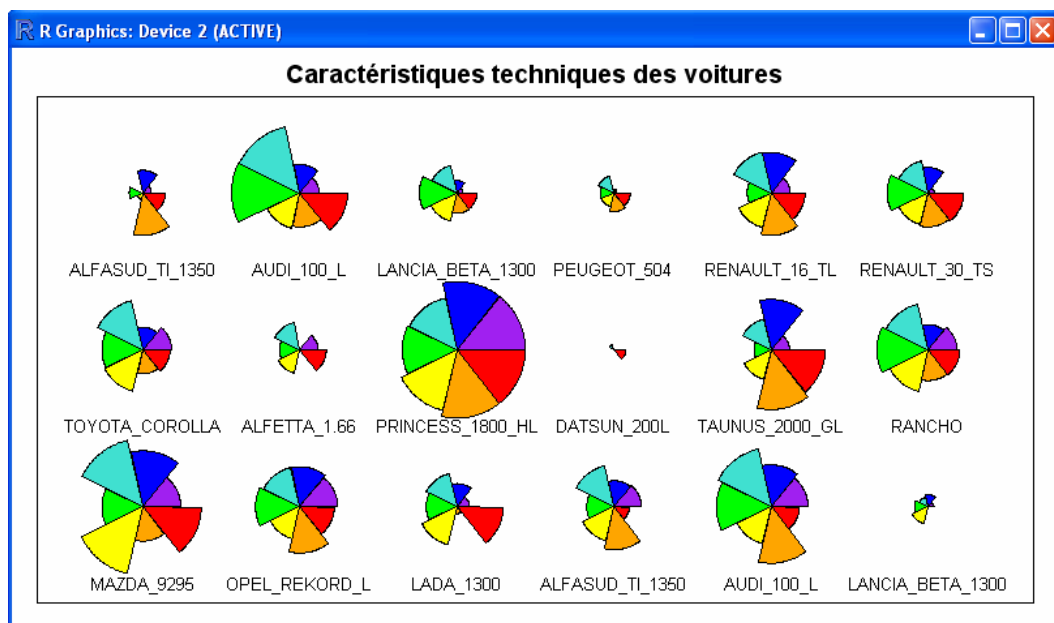 R Graphics: Device 2 (ACTIVE)
Caractéristiques techniques des voitures
ALFASUD_TI_1350 AUDI_100_L LANCIA_BETA_1300 PEUGEOT_504 RENAULT_16_TL RENAULT_30_TS
TOYOTA_COROLLA ALFETTA_1.66 PRINCESS_1800_HL DATSUN_200L TAUNUS_2000_GL RANCHO
MAZDA_9295 OPEL_REKORD_L LADA_1300 ALFASUD_TI_1350 AUDI_100_L LANCIA_BETA_1300